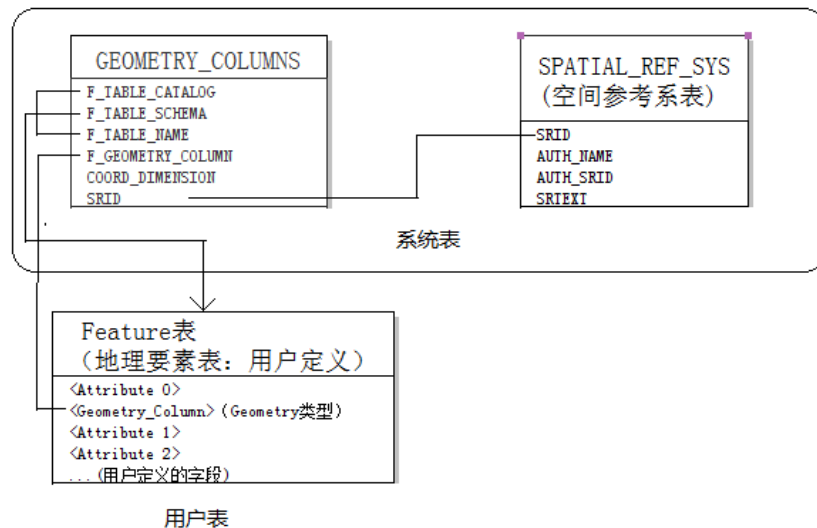 GEOMETRY_COLUMNS
F_TABLE_CATALOG
F_TABLE_SCHEMA
F_TABLE_NAME
F_GEOMETRY_COLUMN
COORD_DIMENSION
SRID
SPATIAL_REF_SYS
(空间参考系表)
SRID
AUTH_NAME
AUTH_SRID
SRTEXT
系统表
Feature表
（地理要素表：用户定义）
<Attribute 0>
<Geometry_Column>(Geometry类型)
<Attribute 1>
<Attribute 2>
...(用户定义的字段)
用户表